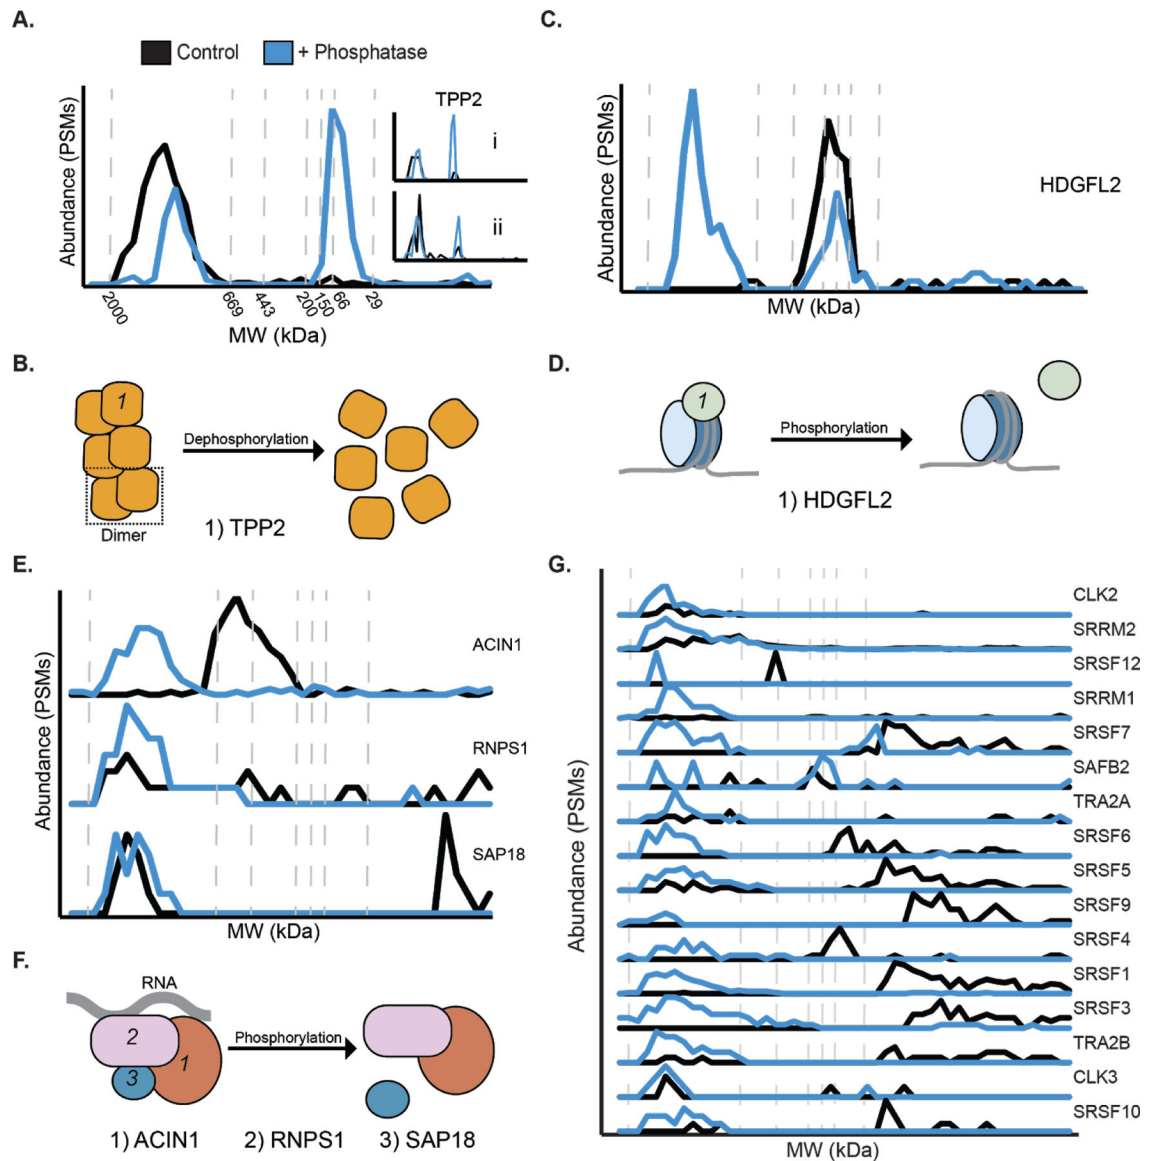 A.
Control
+ Phosphatase
Abundance (PSMs)
TPP2
i
ii
2000
669
443
200
150
66
29
MW (kDa)
C.
Abundance (PSMs)
HDGFL2
MW (kDa)
B.
1
Dephosphorylation
Dimer
1) TPP2
D.
1
Phosphorylation
1) HDGFL2
E.
Abundance (PSMs)
ACIN1
RNPS1
SAP18
MW (kDa)
F.
RNA
2
1
3
Phosphorylation
1) ACIN1 2) RNPS1 3) SAP18
G.
Abundance (PSMs)
CLK2
SRRM2
SRSF12
SRRM1
SRSF7
SAFB2
TRA2A
SRSF6
SRSF5
SRSF9
SRSF4
SRSF1
SRSF3
TRA2B
CLK3
SRSF10
MW (kDa)